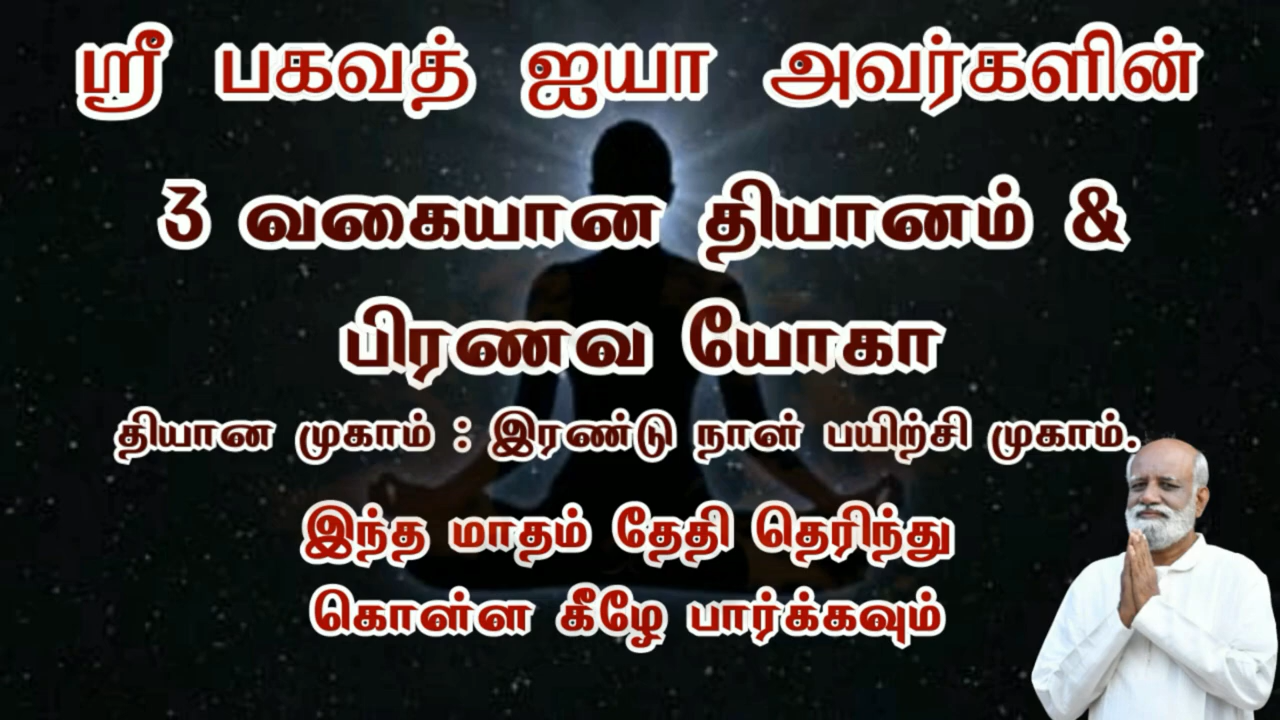 ஸ்ரீ பகவத் ஐயா அவர்களின்
3 வகையான தியானம் &
பிரணவ யோகா
தியான முகாம் : இரண்டு நாள் பயிற்சி முகாம்.
இந்த மாதம் தேதி தெரிந்து
கொள்ள கீழே பார்க்கவும்